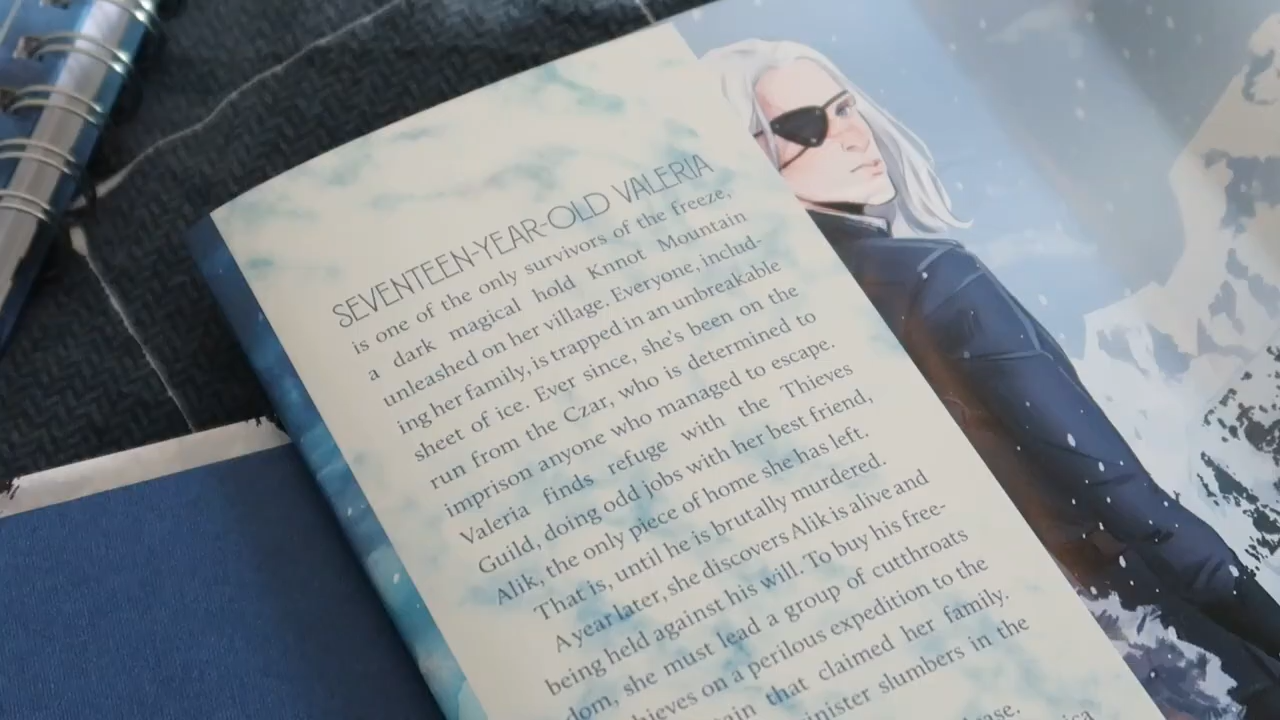 SEVENTEEN-YEAR-OLD VALERIA
is one of the only survivors of the freeze,
a dark magical hold Knnot Mountain
unleashed on her village. Everyone, includ-
ing her family, is trapped in an unbreakable
sheet of ice. Ever since, she's been on the
run from the Czar, who is determined to
imprison anyone who managed to escape.
Valeria finds refuge with the Thieves
Guild, doing odd jobs with her best friend,
Alik, the only piece of home she has left.
That is, until he is brutally murdered.
A year later, she discovers Alik is alive and
being held against his will. To buy his free-
dom, she must lead a group of cutthroats
hieves on a perilous expedition to the
tain that claimed her family.
inister slumbers in the